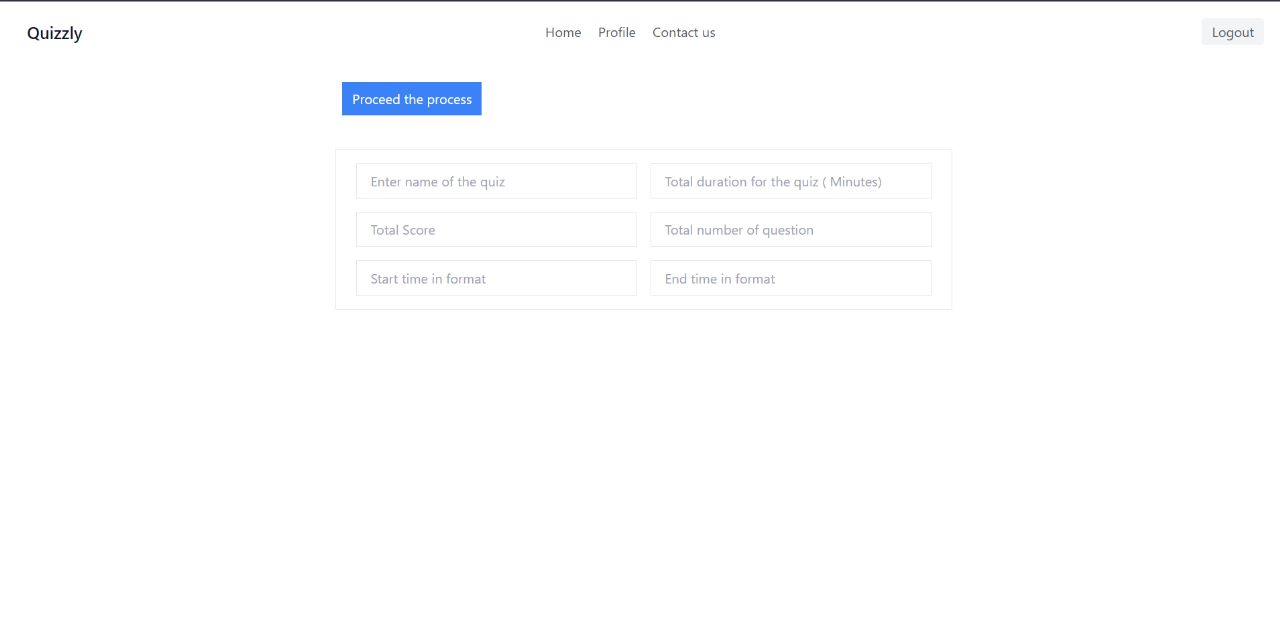 Quizzly Home Profile Contact us Logout
Proceed the process
Enter name of the quiz Total duration for the quiz ( Minutes)
Total Score Total number of question
Start time in format End time in format